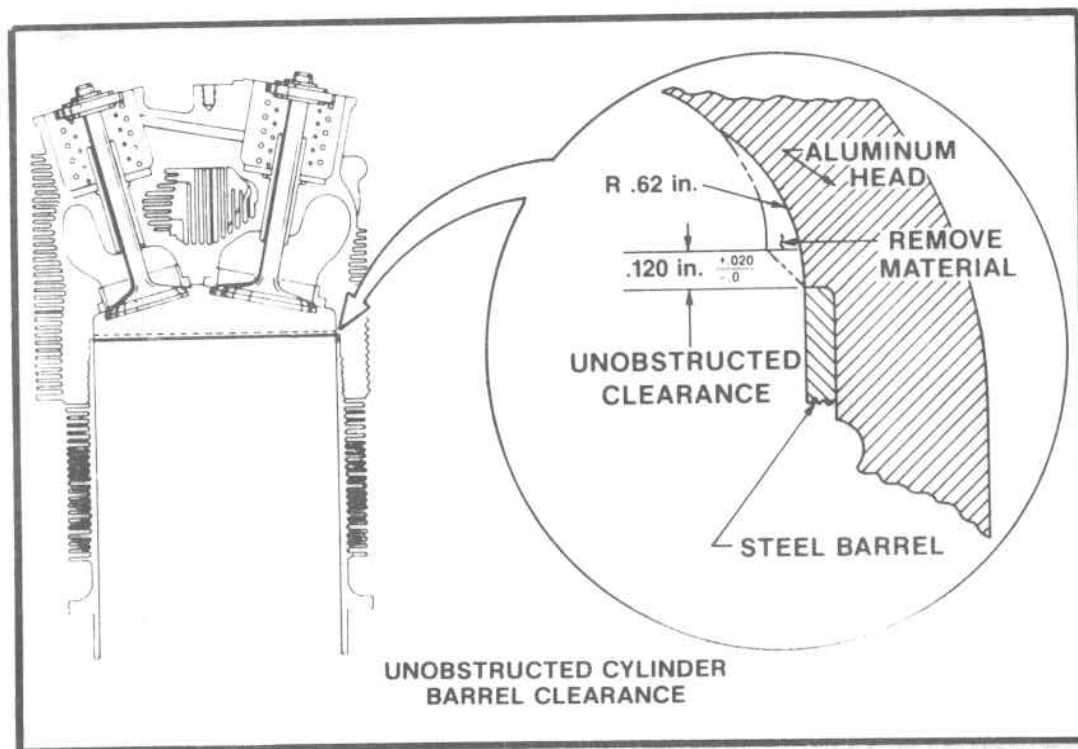 ALUMINUM
HEAD
R .62 in.
REMOVE
MATERIAL
.120 in. +.020
-.0
UNOBSTRUCTED
CLEARANCE
STEEL BARREL
UNOBSTRUCTED CYLINDER
BARREL CLEARANCE